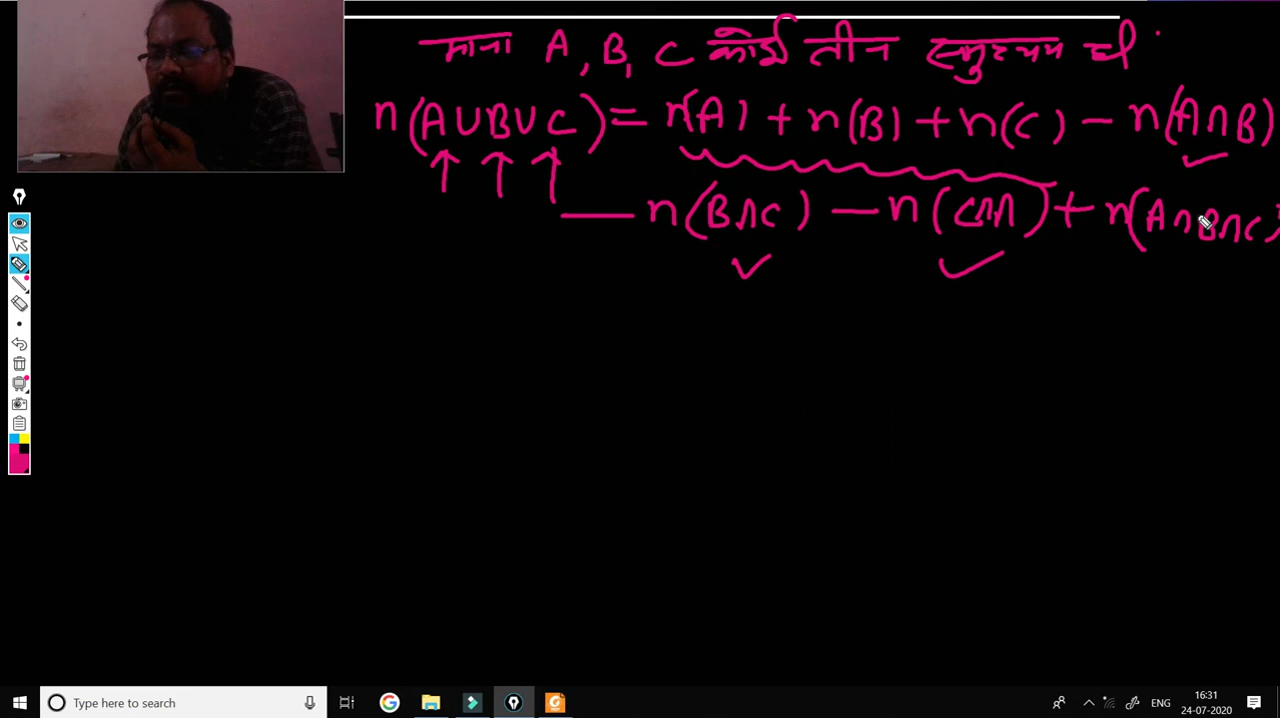 माना A, B, C कोई तीन समुच्चय हैं
n(A∪B∪C) = n(A) + n(B) + n(C) - n(A∩B)
- n(B∩C) - n(C∩A) + n(A∩B∩C)
Type here to search
ENG
16:31
24-07-2020